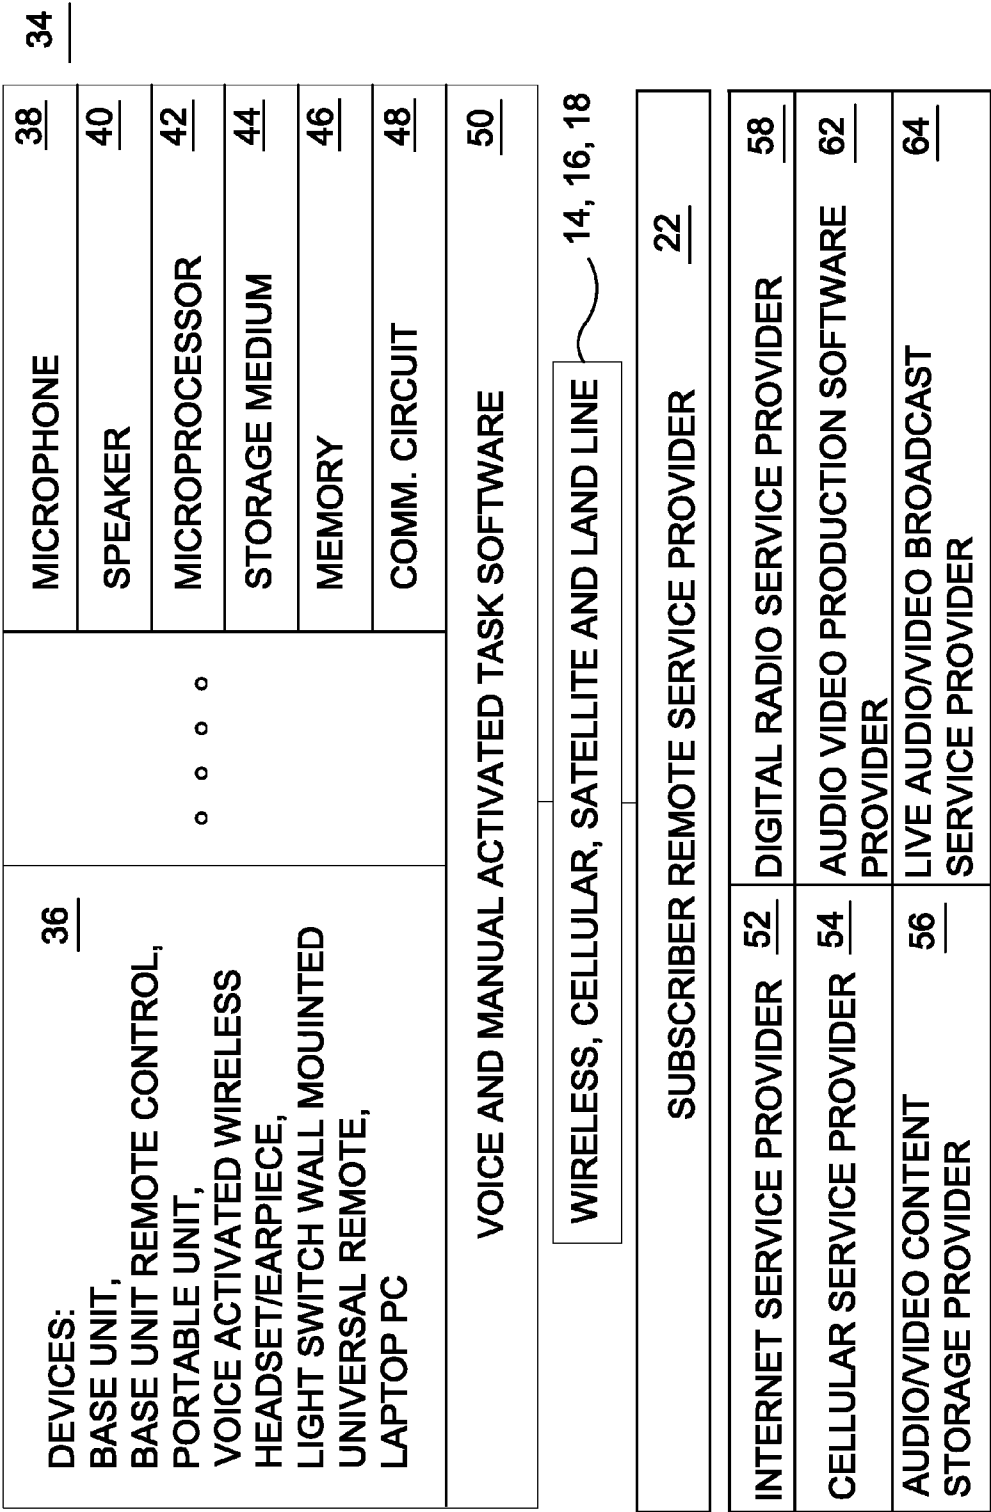 34
DEVICES: 36
BASE UNIT,
BASE UNIT REMOTE CONTROL,
PORTABLE UNIT,
VOICE ACTIVATED WIRELESS
HEADSET/EARPIECE,
LIGHT SWITCH WALL MOUINTED
UNIVERSAL REMOTE,
LAPTOP PC
MICROPHONE 38
SPEAKER 40
MICROPROCESSOR 42
STORAGE MEDIUM 44
MEMORY 46
COMM. CIRCUIT 48
VOICE AND MANUAL ACTIVATED TASK SOFTWARE 50
WIRELESS, CELLULAR, SATELLITE AND LAND LINE 14, 16, 18
SUBSCRIBER REMOTE SERVICE PROVIDER 22
INTERNET SERVICE PROVIDER 52
CELLULAR SERVICE PROVIDER 54
AUDIO/VIDEO CONTENT 56
STORAGE PROVIDER
DIGITAL RADIO SERVICE PROVIDER 58
AUDIO VIDEO PRODUCTION SOFTWARE 62
PROVIDER
LIVE AUDIO/VIDEO BROADCAST 64
SERVICE PROVIDER